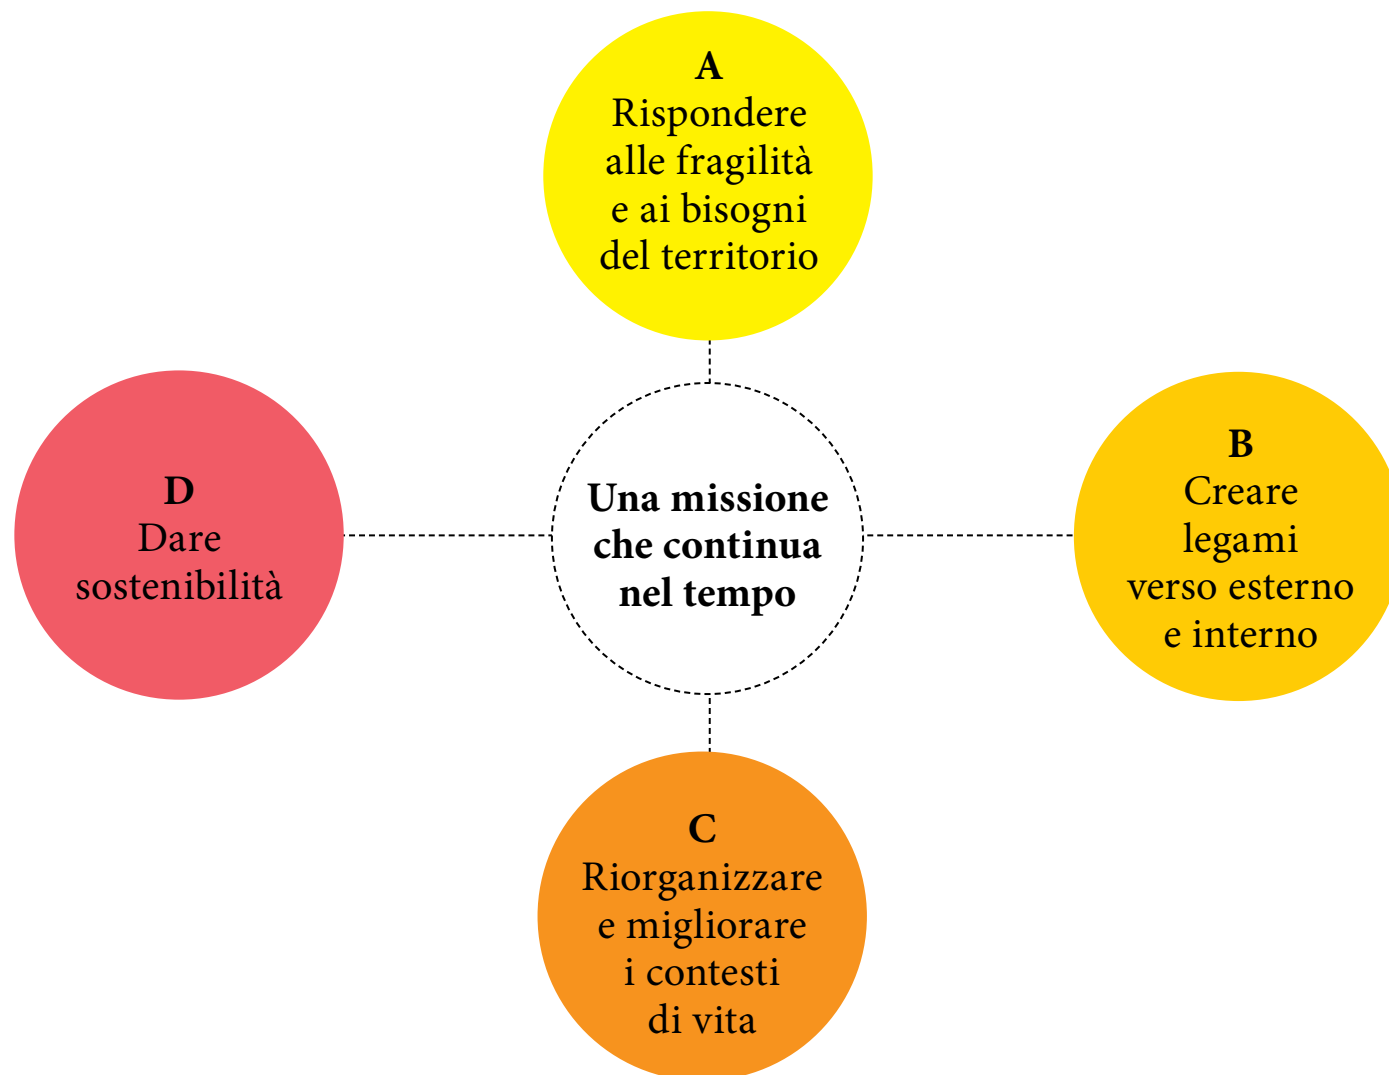 A
Rispondere
alle fragilità
e ai bisogni
del territorio
D
Dare
sostenibilità
Una missione
che continua
nel tempo
B
Creare
legami
verso esterno
e interno
C
Riorganizzare
e migliorare
i contesti
di vita